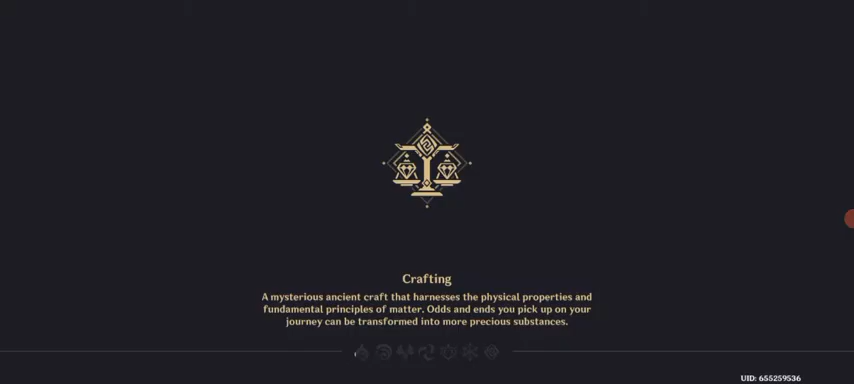 Crafting
A mysterious ancient craft that harnesses the physical properties and
fundamental principles of matter. Odds and ends you pick up on your
journey can be transformed into more precious substances.
UID: 655259536